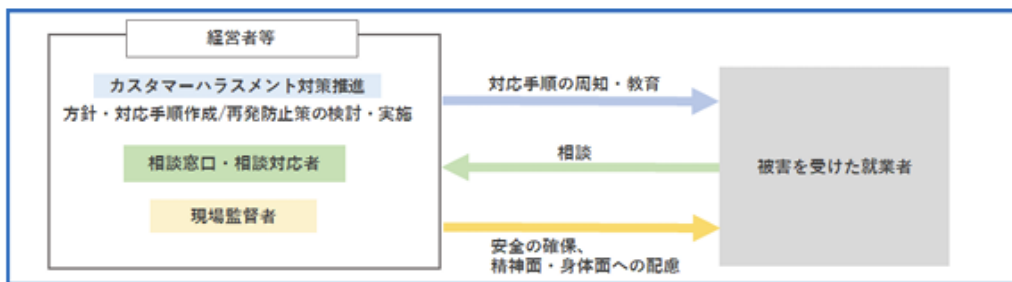 経営者等
カスタマーハラスメント対策推進
方針・対応手順作成/再発防止策の検討・実施
相談窓口・相談対応者
現場監督者
対応手順の周知・教育
相談
安全の確保、
精神面・身体面への配慮
被害を受けた就業者